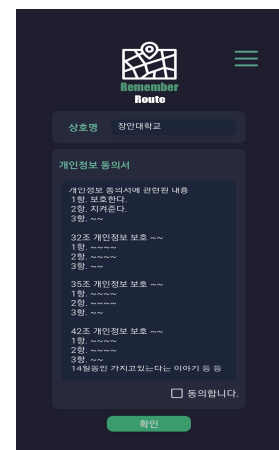 Remember
Route
상호명 장안대학교
개인정보 동의서
개인정보 동의서에 관련된 내용
1항. 보호한다.
2항. 지켜준다.
3항. ~~
32조 개인정보 보호 ~~
1항. ~~~~
2항. ~~~~
3항. ~~
35조 개인정보 보호 ~~
1항. ~~~~
2항. ~~~~
3항. ~~
42조 개인정보 보호 ~~
1항. ~~~~
2항. ~~~~
3항. ~~
14일동안 가지고있는다는 이야기 등 등
동의합니다.
확인